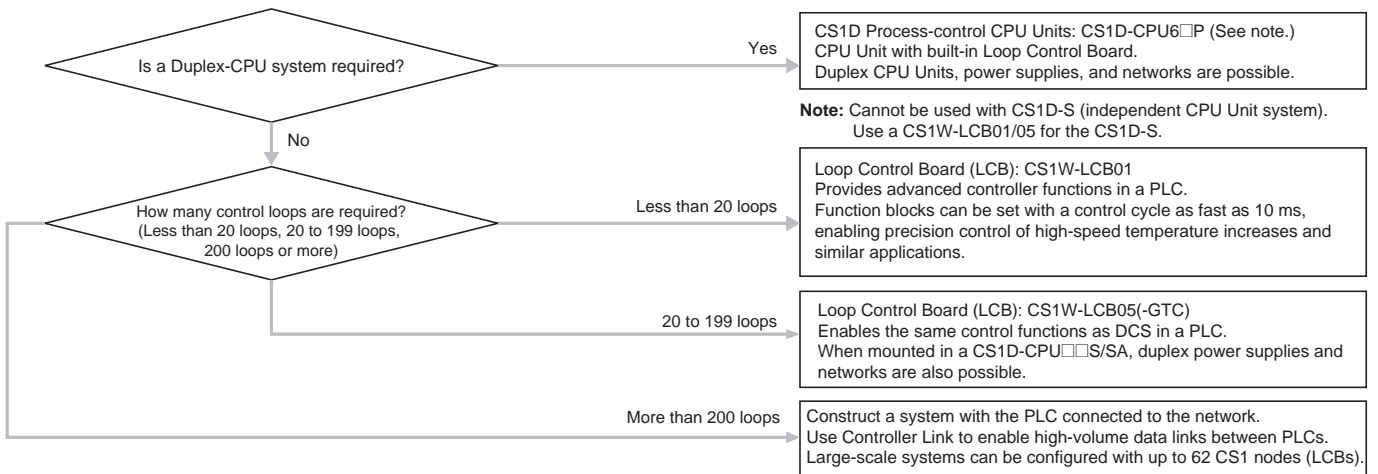 Is a Duplex-CPU system required?
Yes
CS1D Process-control CPU Units: CS1D-CPU6□P (See note.)
CPU Unit with built-in Loop Control Board.
Duplex CPU Units, power supplies, and networks are possible.
Note: Cannot be used with CS1D-S (independent CPU Unit system).
Use a CS1W-LCB01/05 for the CS1D-S.
No
How many control loops are required?
(Less than 20 loops, 20 to 199 loops,
200 loops or more)
Less than 20 loops
Loop Control Board (LCB): CS1W-LCB01
Provides advanced controller functions in a PLC.
Function blocks can be set with a control cycle as fast as 10 ms,
enabling precision control of high-speed temperature increases and
similar applications.
20 to 199 loops
Loop Control Board (LCB): CS1W-LCB05(-GTC)
Enables the same control functions as DCS in a PLC.
When mounted in a CS1D-CPU□□S/SA, duplex power supplies and
networks are also possible.
More than 200 loops
Construct a system with the PLC connected to the network.
Use Controller Link to enable high-volume data links between PLCs.
Large-scale systems can be configured with up to 62 CS1 nodes (LCBs).